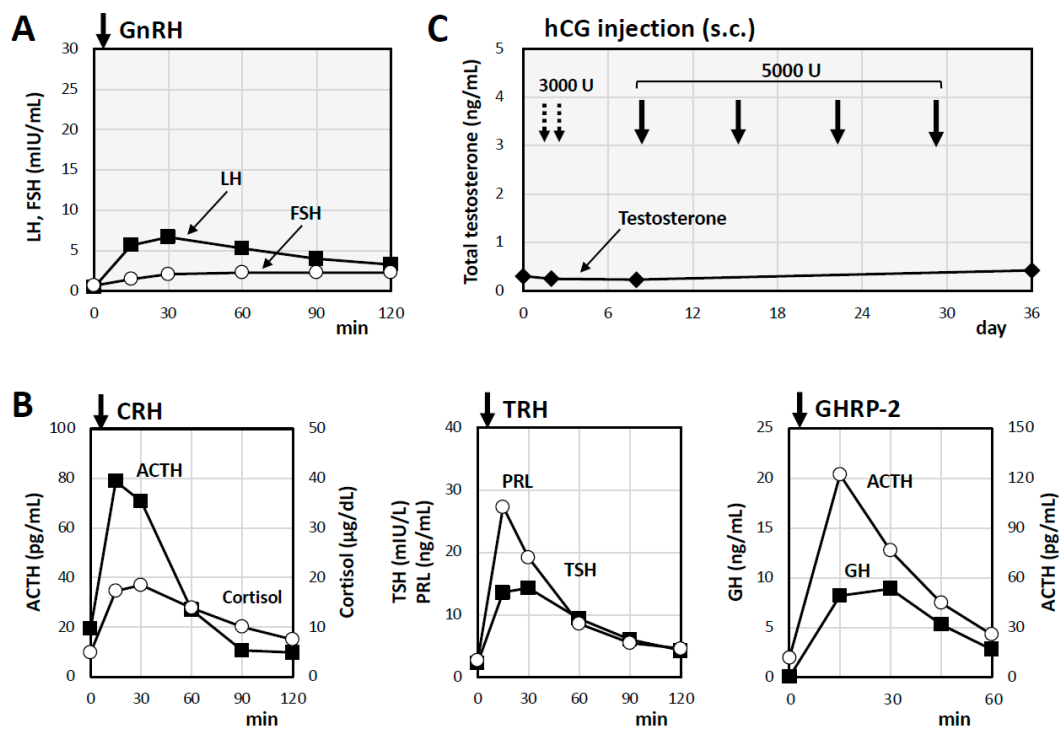 A
GnRH
30
25
20
15
10
5
0
LH, FSH (mIU/mL)
LH
FSH
0 30 60 90 120
min
C
hCG injection (s.c.)
5
4
3
2
1
0
Total testosterone (ng/mL)
3000 U
5000 U
Testosterone
0 6 12 18 24 30 36
day
B
CRH
100
80
60
40
20
0
ACTH (pg/mL)
ACTH
Cortisol
50
40
30
20
10
0
Cortisol (µg/dL)
0 30 60 90 120
min
TRH
40
30
20
10
0
TSH (mIU/L)
PRL (ng/mL)
PRL
TSH
0 30 60 90 120
min
GHRP-2
25
20
15
10
5
0
GH (ng/mL)
ACTH
GH
150
120
90
60
30
0
ACTH (pg/mL)
0 15 30 45 60
min